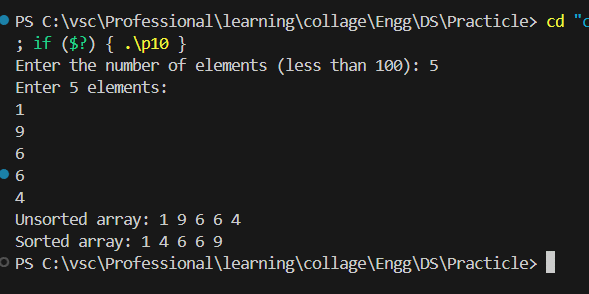 PS C:\vsc\Professional\learning\collage\Engg\DS\Practicle> cd "c
; if ($?) { .\p10 }
Enter the number of elements (less than 100): 5
Enter 5 elements:
1
9
6
6
4
Unsorted array: 1 9 6 6 4
Sorted array: 1 4 6 6 9
PS C:\vsc\Professional\learning\collage\Engg\DS\Practicle>